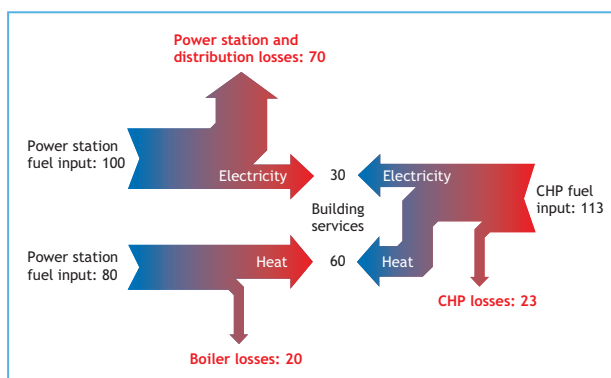 Power station and
distribution losses: 70
Power station
fuel input: 100
Electricity
30
Electricity
CHP fuel
input: 113
Building
services
Power station
fuel input: 80
Heat
60
Heat
CHP losses: 23
Boiler losses: 20